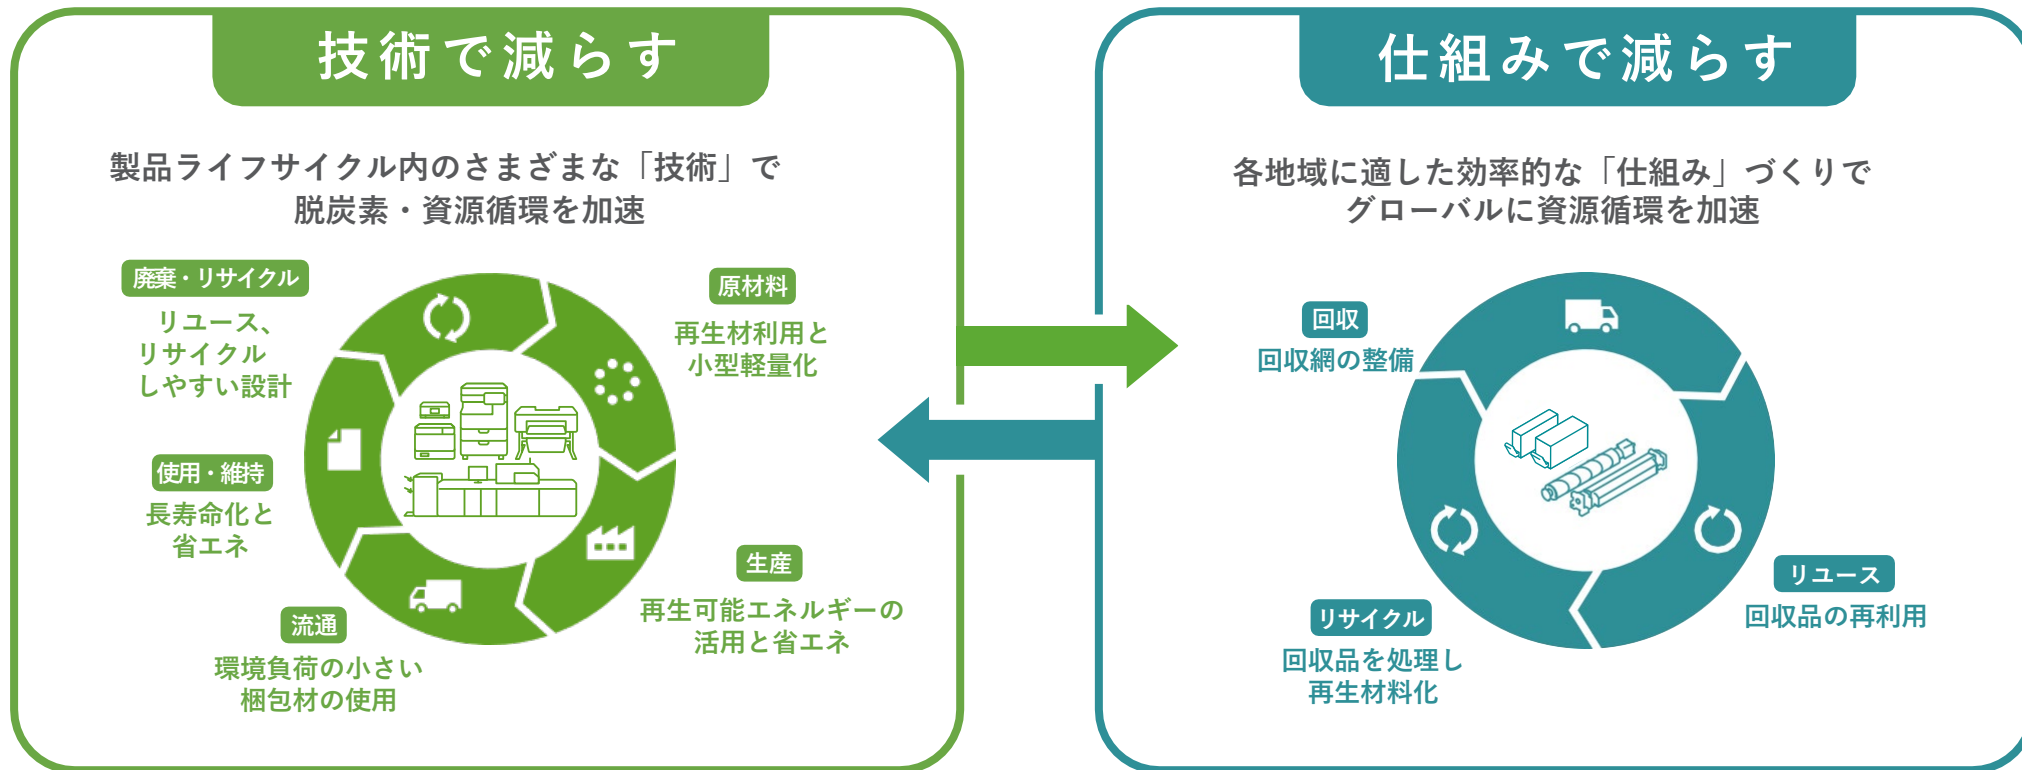 技術で減らす
製品ライフサイクル内のさまざまな「技術」で
脱炭素・資源循環を加速
廃棄・リサイクル
リユース、
リサイクル
しやすい設計
原材料
再生材利用と
小型軽量化
使用・維持
長寿命化と
省エネ
生産
再生可能エネルギーの
活用と省エネ
流通
環境負荷の小さい
梱包材の使用
仕組みで減らす
各地域に適した効率的な「仕組み」づくりで
グローバルに資源循環を加速
回収
回収網の整備
リユース
回収品の再利用
リサイクル
回収品を処理し
再生材料化